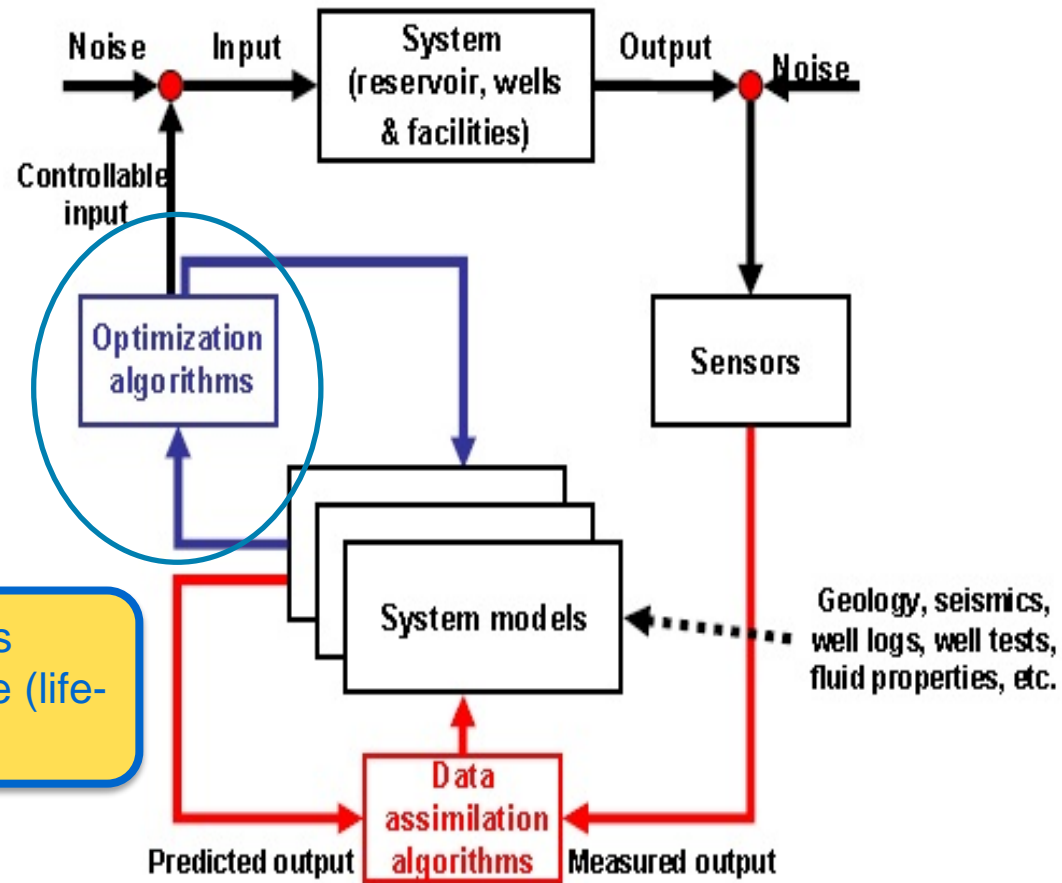 Noise
Input
System
(reservoir, wells
& facilities)
Output
Noise
Controllable
input
Optimization
algorithms
Sensors
System models
Geology, seismics,
well logs, well tests,
fluid properties, etc.
s
e (life-
Data
assimilation
algorithms
Predicted output
Measured output